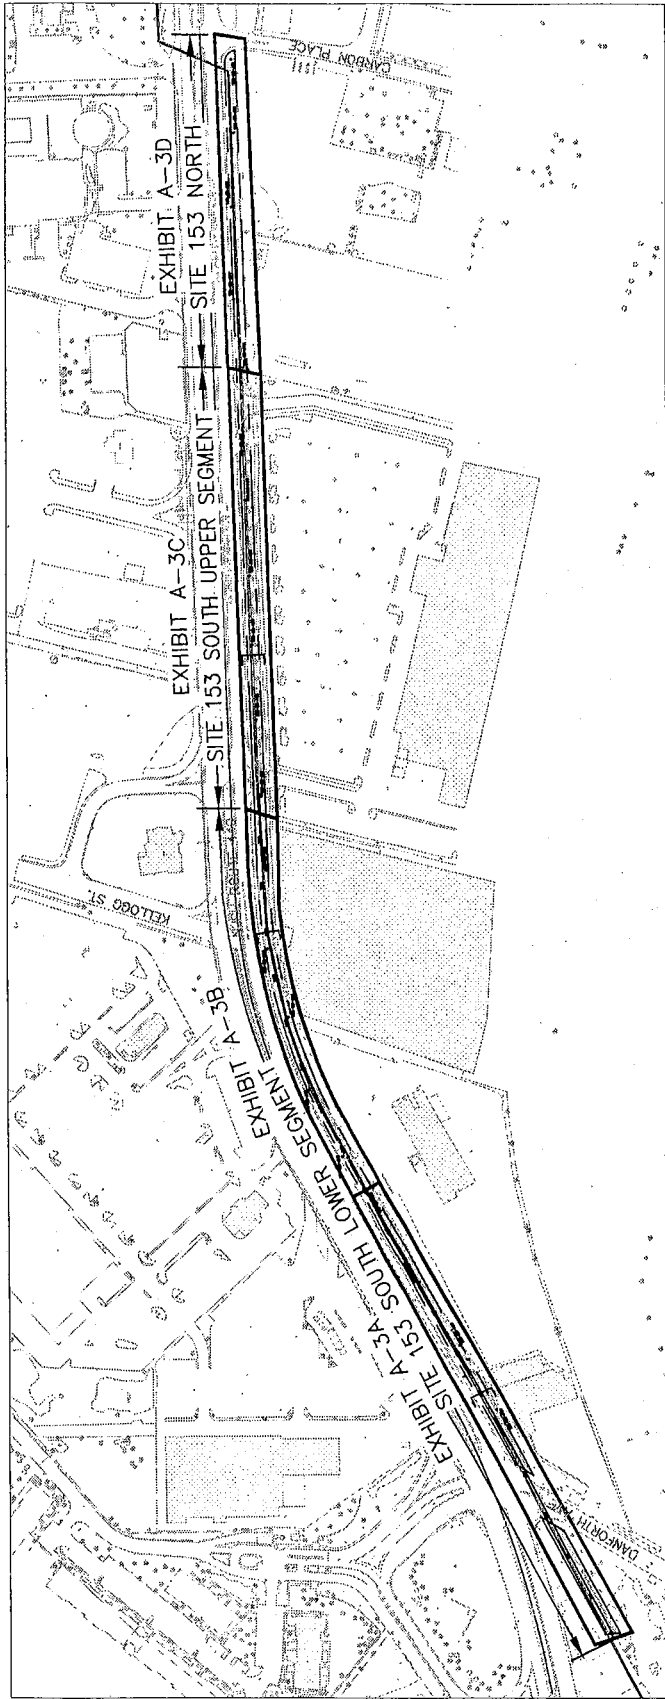 CARBON PLACE
EXHIBIT A-3D
SITE 153 NORTH
EXHIBIT A-3C
SITE 153 SOUTH UPPER SEGMENT
KELLOGG ST.
EXHIBIT A-3B
EXHIBIT A-3A
SITE 153 SOUTH LOWER SEGMENT
DANFORTH